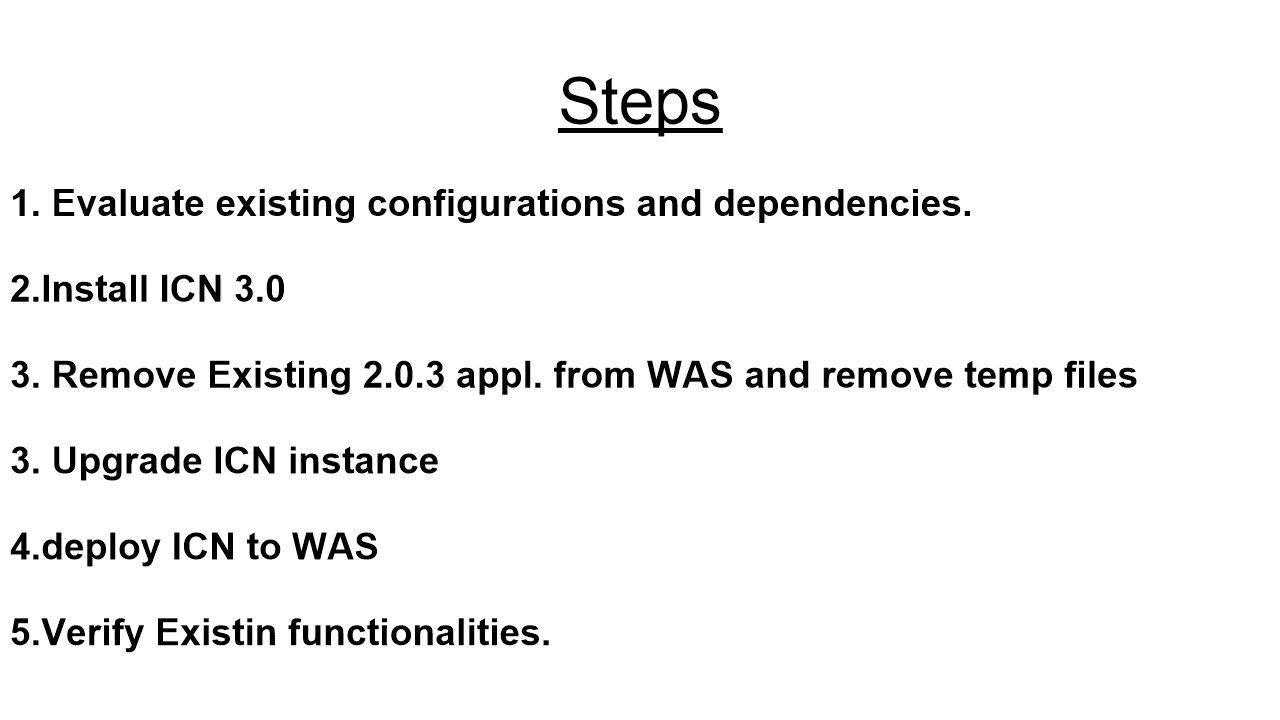 Steps
1. Evaluate existing configurations and dependencies.
2.Install ICN 3.0
3. Remove Existing 2.0.3 appl. from WAS and remove temp files
3. Upgrade ICN instance
4.deploy ICN to WAS
5.Verify Existin functionalities.